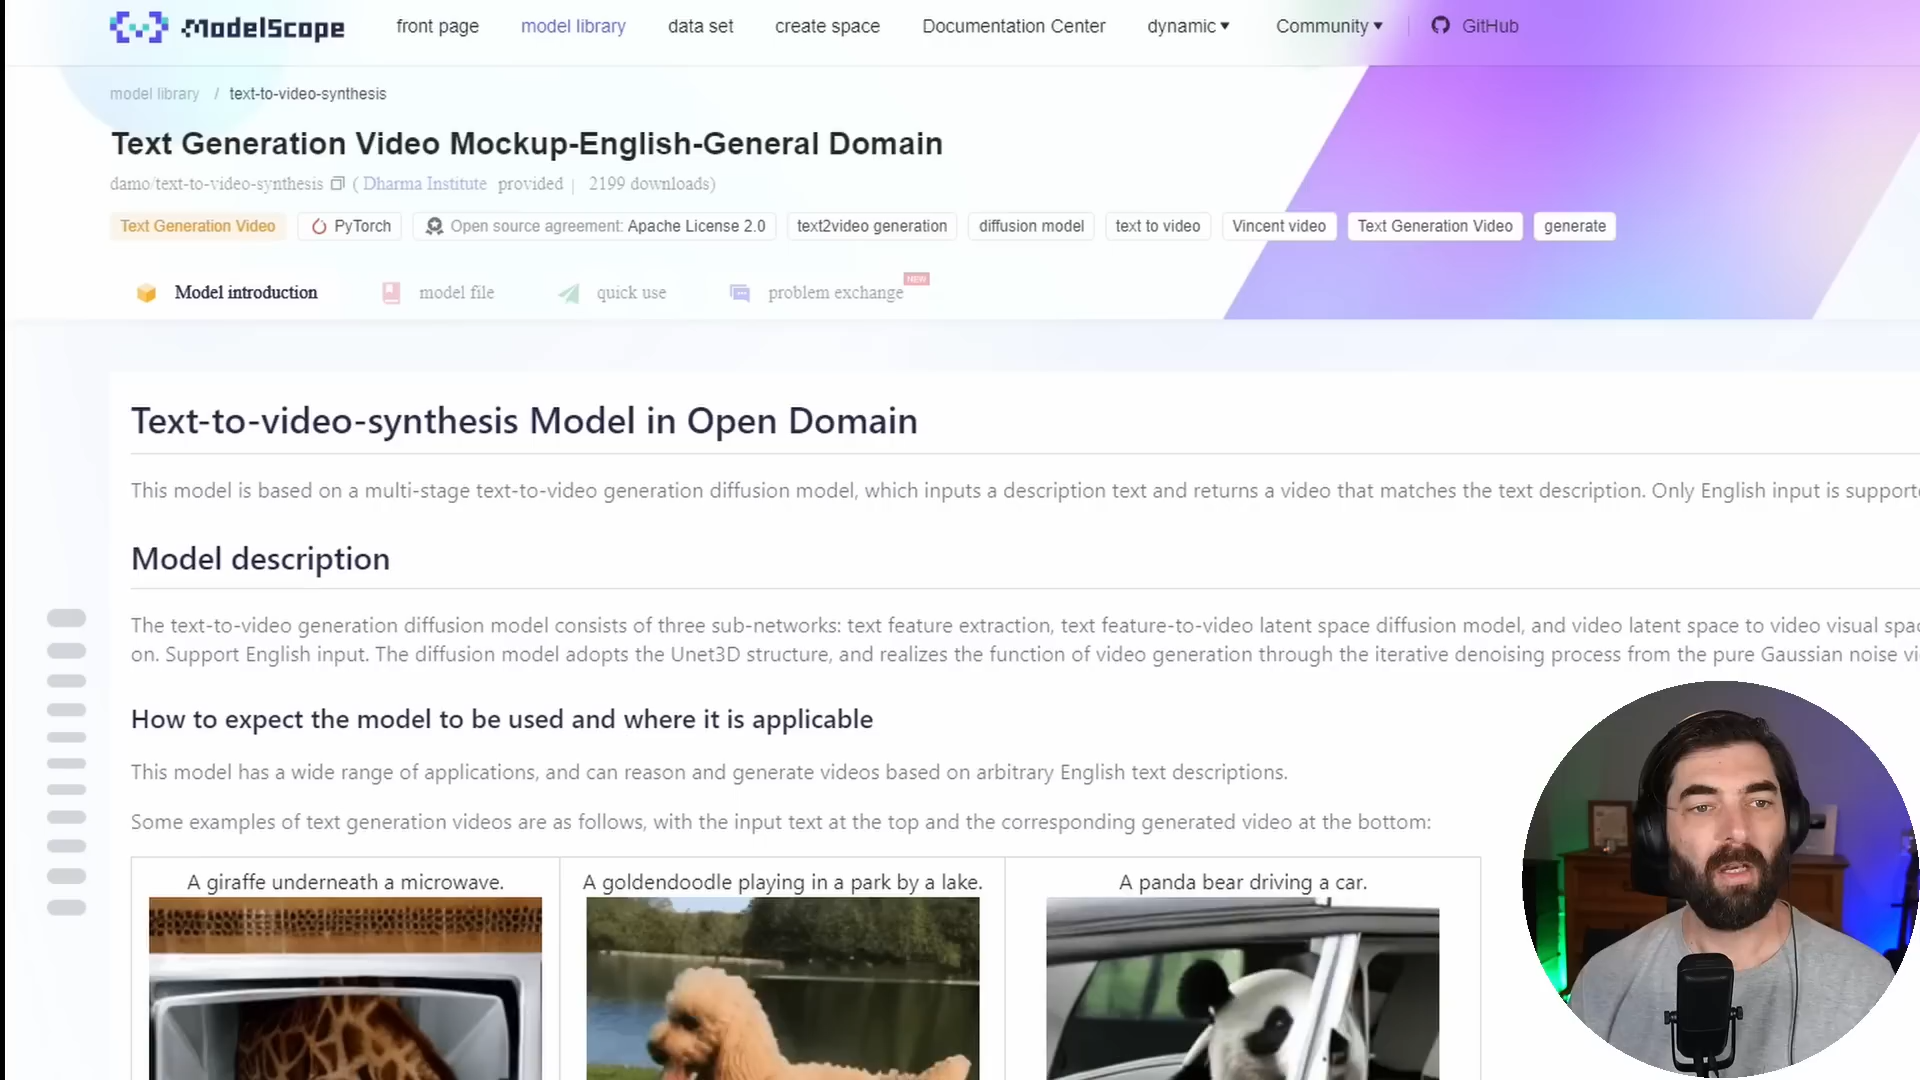 ModelScope front page model library data set create space Documentation Center dynamic▼ Community▼ GitHub
model library / text-to-video-synthesis
Text Generation Video Mockup-English-General Domain
damo/text-to-video-synthesis ( Dharma Institute provided | 2199 downloads)
Text Generation Video PyTorch Open source agreement: Apache License 2.0 text2video generation diffusion model text to video Vincent video Text Generation Video generate
Model introduction model file quick use problem exchange NEW
Text-to-video-synthesis Model in Open Domain
This model is based on a multi-stage text-to-video generation diffusion model, which inputs a description text and returns a video that matches the text description. Only English input is supporte
Model description
The text-to-video generation diffusion model consists of three sub-networks: text feature extraction, text feature-to-video latent space diffusion model, and video latent space to video visual spac
on. Support English input. The diffusion model adopts the Unet3D structure, and realizes the function of video generation through the iterative denoising process from the pure Gaussian noise vi
How to expect the model to be used and where it is applicable
This model has a wide range of applications, and can reason and generate videos based on arbitrary English text descriptions.
Some examples of text generation videos are as follows, with the input text at the top and the corresponding generated video at the bottom:
A giraffe underneath a microwave. A goldendoodle playing in a park by a lake. A panda bear driving a car.